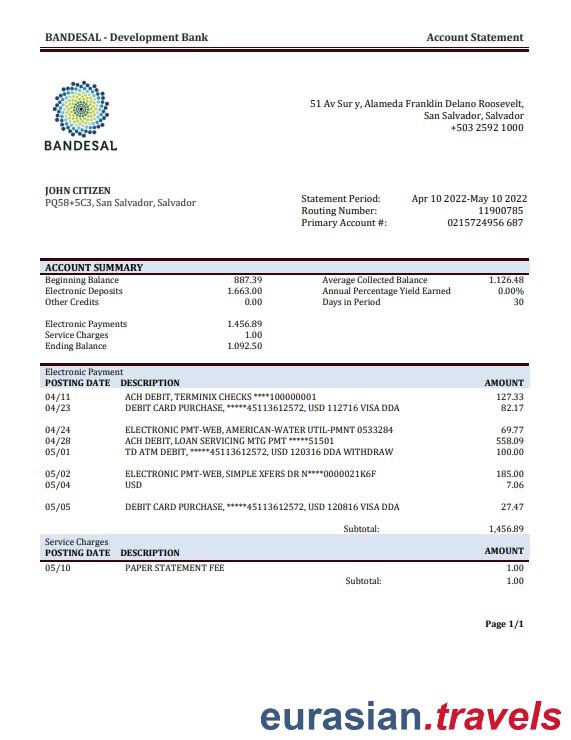 BANDESAL - Development Bank Account Statement
BANDESAL
51 Av Sur y, Alameda Franklin Delano Roosevelt,
San Salvador, Salvador
+503 2592 1000
JOHN CITIZEN
PQ58+5C3, San Salvador, Salvador
Statement Period: Apr 10 2022-May 10 2022
Routing Number: 11900785
Primary Account #: 0215724956 687
ACCOUNT SUMMARY
Beginning Balance 887.39 Average Collected Balance 1.126.48
Electronic Deposits 1.663.00 Annual Percentage Yield Earned 0.00%
Other Credits 0.00 Days in Period 30
Electronic Payments 1.456.89
Service Charges 1.00
Ending Balance 1.092.50
Electronic Payment
POSTING DATE DESCRIPTION AMOUNT
04/11 ACH DEBIT, TERMINIX CHECKS ****100000001 127.33
04/23 DEBIT CARD PURCHASE, *****45113612572, USD 112716 VISA DDA 82.17
04/24 ELECTRONIC PMT-WEB, AMERICAN-WATER UTIL-PMNT 0533284 69.77
04/28 ACH DEBIT, LOAN SERVICING MTG PMT *****51501 558.09
05/01 TD ATM DEBIT, *****45113612572, USD 120316 DDA WITHDRAW 100.00
05/02 ELECTRONIC PMT-WEB, SIMPLE XFERS DR N****0000021K6F 185.00
05/04 USD 7.06
05/05 DEBIT CARD PURCHASE, *****45113612572, USD 120816 VISA DDA 27.47
Subtotal: 1,456.89
Service Charges
POSTING DATE DESCRIPTION AMOUNT
05/10 PAPER STATEMENT FEE 1.00
Subtotal: 1.00
Page 1/1
eurasian.travels